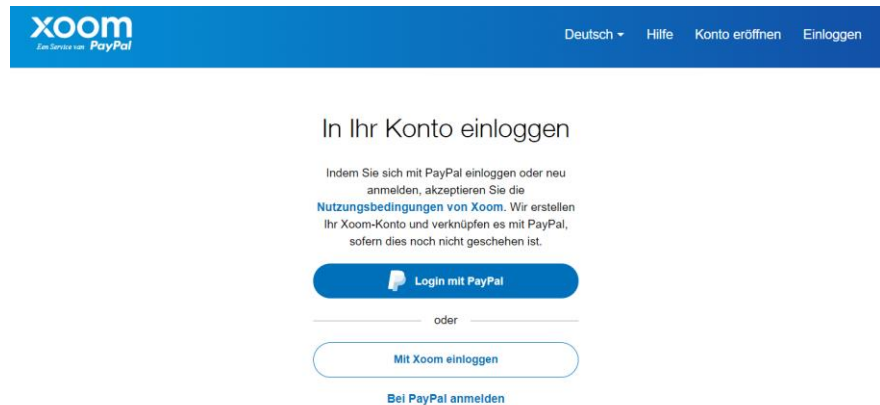 xoom
Ein Service von PayPal
Deutsch Hilfe Konto eröffnen Einloggen
In Ihr Konto einloggen
Indem Sie sich mit PayPal einloggen oder neu
anmelden, akzeptieren Sie die
Nutzungsbedingungen von Xoom. Wir erstellen
Ihr Xoom-Konto und verknüpfen es mit PayPal,
sofern dies noch nicht geschehen ist.
Login mit PayPal
oder
Mit Xoom einloggen
Bei PayPal anmelden